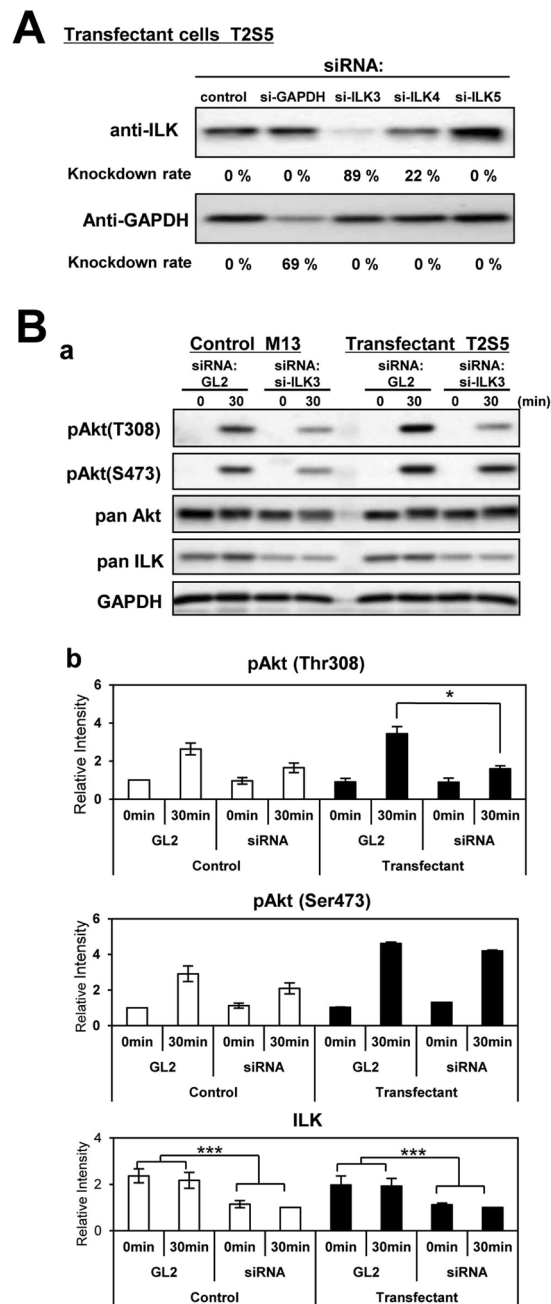 A Transfectant cells T2S5
siRNA:
control si-GAPDH si-ILK3 si-ILK4 si-ILK5
anti-ILK
Knockdown rate 0 % 0 % 89 % 22 % 0 %
Anti-GAPDH
Knockdown rate 0 % 69 % 0 % 0 % 0 %
B
a
Control M13 Transfectant T2S5
siRNA: siRNA: siRNA: siRNA:
GL2 si-ILK3 GL2 si-ILK3
0 30 0 30 0 30 0 30 (min)
pAkt(T308)
pAkt(S473)
pan Akt
pan ILK
GAPDH
b
pAkt (Thr308)
Relative Intensity
6
4
2
0
*
0min 30min 0min 30min 0min 30min 0min 30min
GL2 siRNA GL2 siRNA
Control Transfectant
pAkt (Ser473)
Relative Intensity
6
4
2
0
0min 30min 0min 30min 0min 30min 0min 30min
GL2 siRNA GL2 siRNA
Control Transfectant
ILK
Relative Intensity
4
2
0
*** ***
0min 30min 0min 30min 0min 30min 0min 30min
GL2 siRNA GL2 siRNA
Control Transfectant